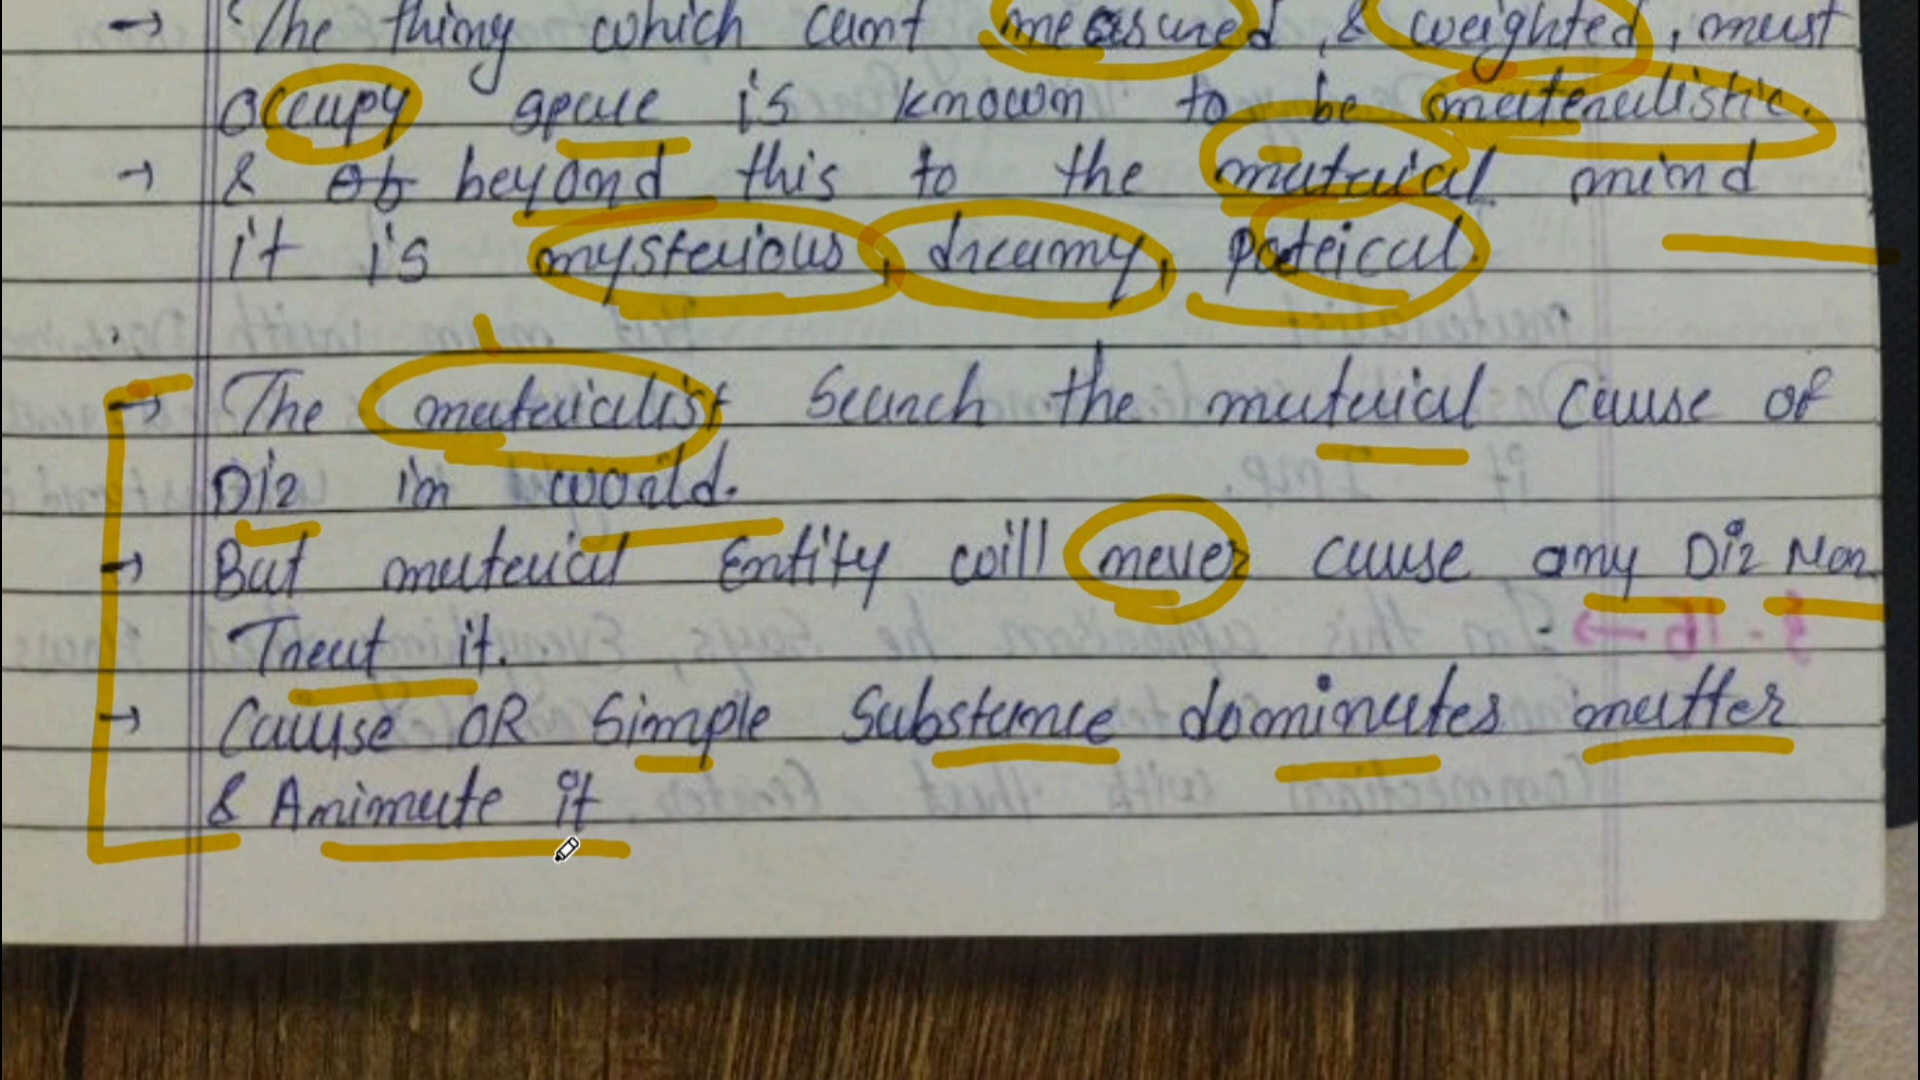 → The thing which cant measured, & weighted, must
occupy space is known to be materialistic.
→ & beyond this to the material mind
it is mysterious, dreamy, poteical.
→ The materialist Search the material cause of
Diz in world.
→ But material Entity will never cause any Diz Nor
Treat it.
→ Cause OR Simple Substance dominates matter
& Animate it